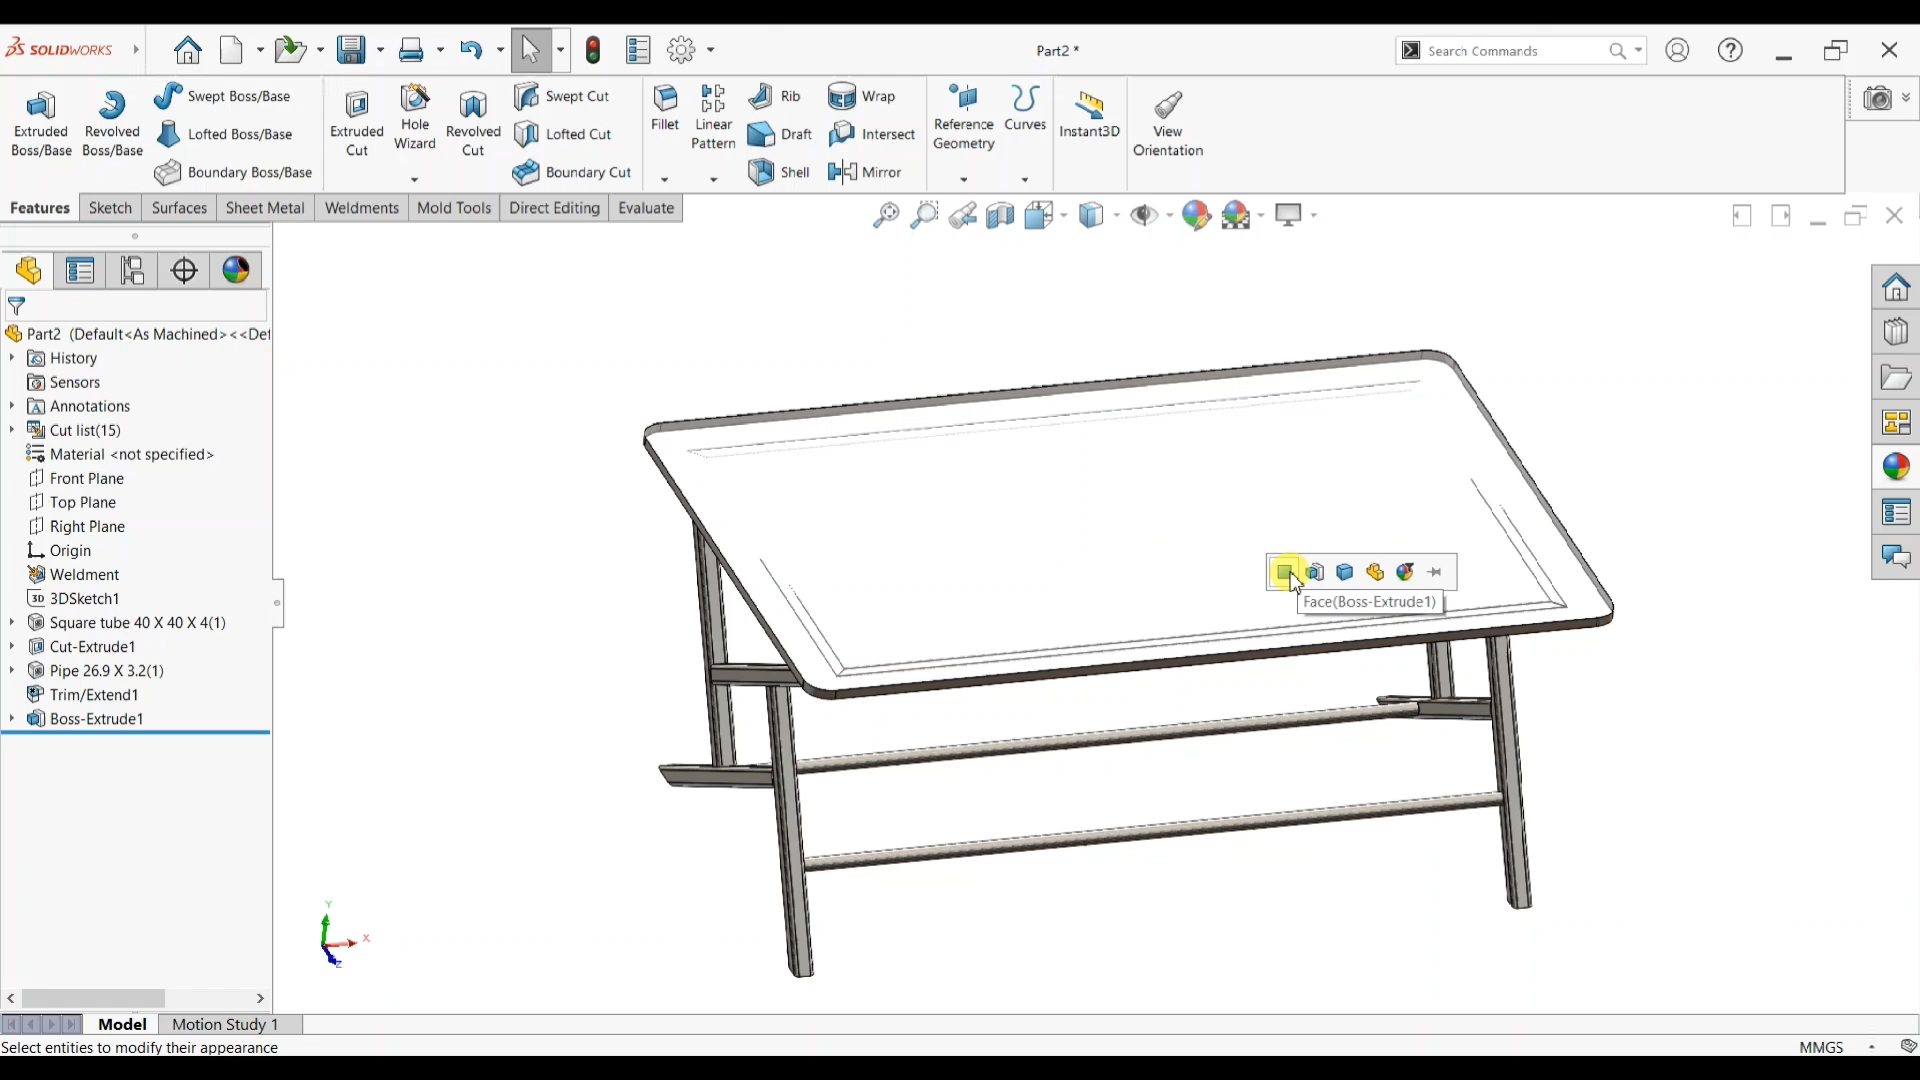 SOLIDWORKS
Part2 *
Search Commands
Extruded Boss/Base
Revolved Boss/Base
Swept Boss/Base
Lofted Boss/Base
Boundary Boss/Base
Extruded Cut
Hole Wizard
Revolved Cut
Swept Cut
Lofted Cut
Boundary Cut
Fillet
Linear Pattern
Rib
Draft
Shell
Wrap
Intersect
Mirror
Reference Geometry
Curves
Instant3D
View Orientation
Features
Sketch
Surfaces
Sheet Metal
Weldments
Mold Tools
Direct Editing
Evaluate
Part2 (Default<As Machined><<Def
History
Sensors
Annotations
Cut list(15)
Material <not specified>
Front Plane
Top Plane
Right Plane
Origin
Weldment
3D 3DSketch1
Square tube 40 X 40 X 4(1)
Cut-Extrude1
Pipe 26.9 X 3.2(1)
Trim/Extend1
Boss-Extrude1
Face(Boss-Extrude1)
Y
X
Z
Model
Motion Study 1
Select entities to modify their appearance
MMGS